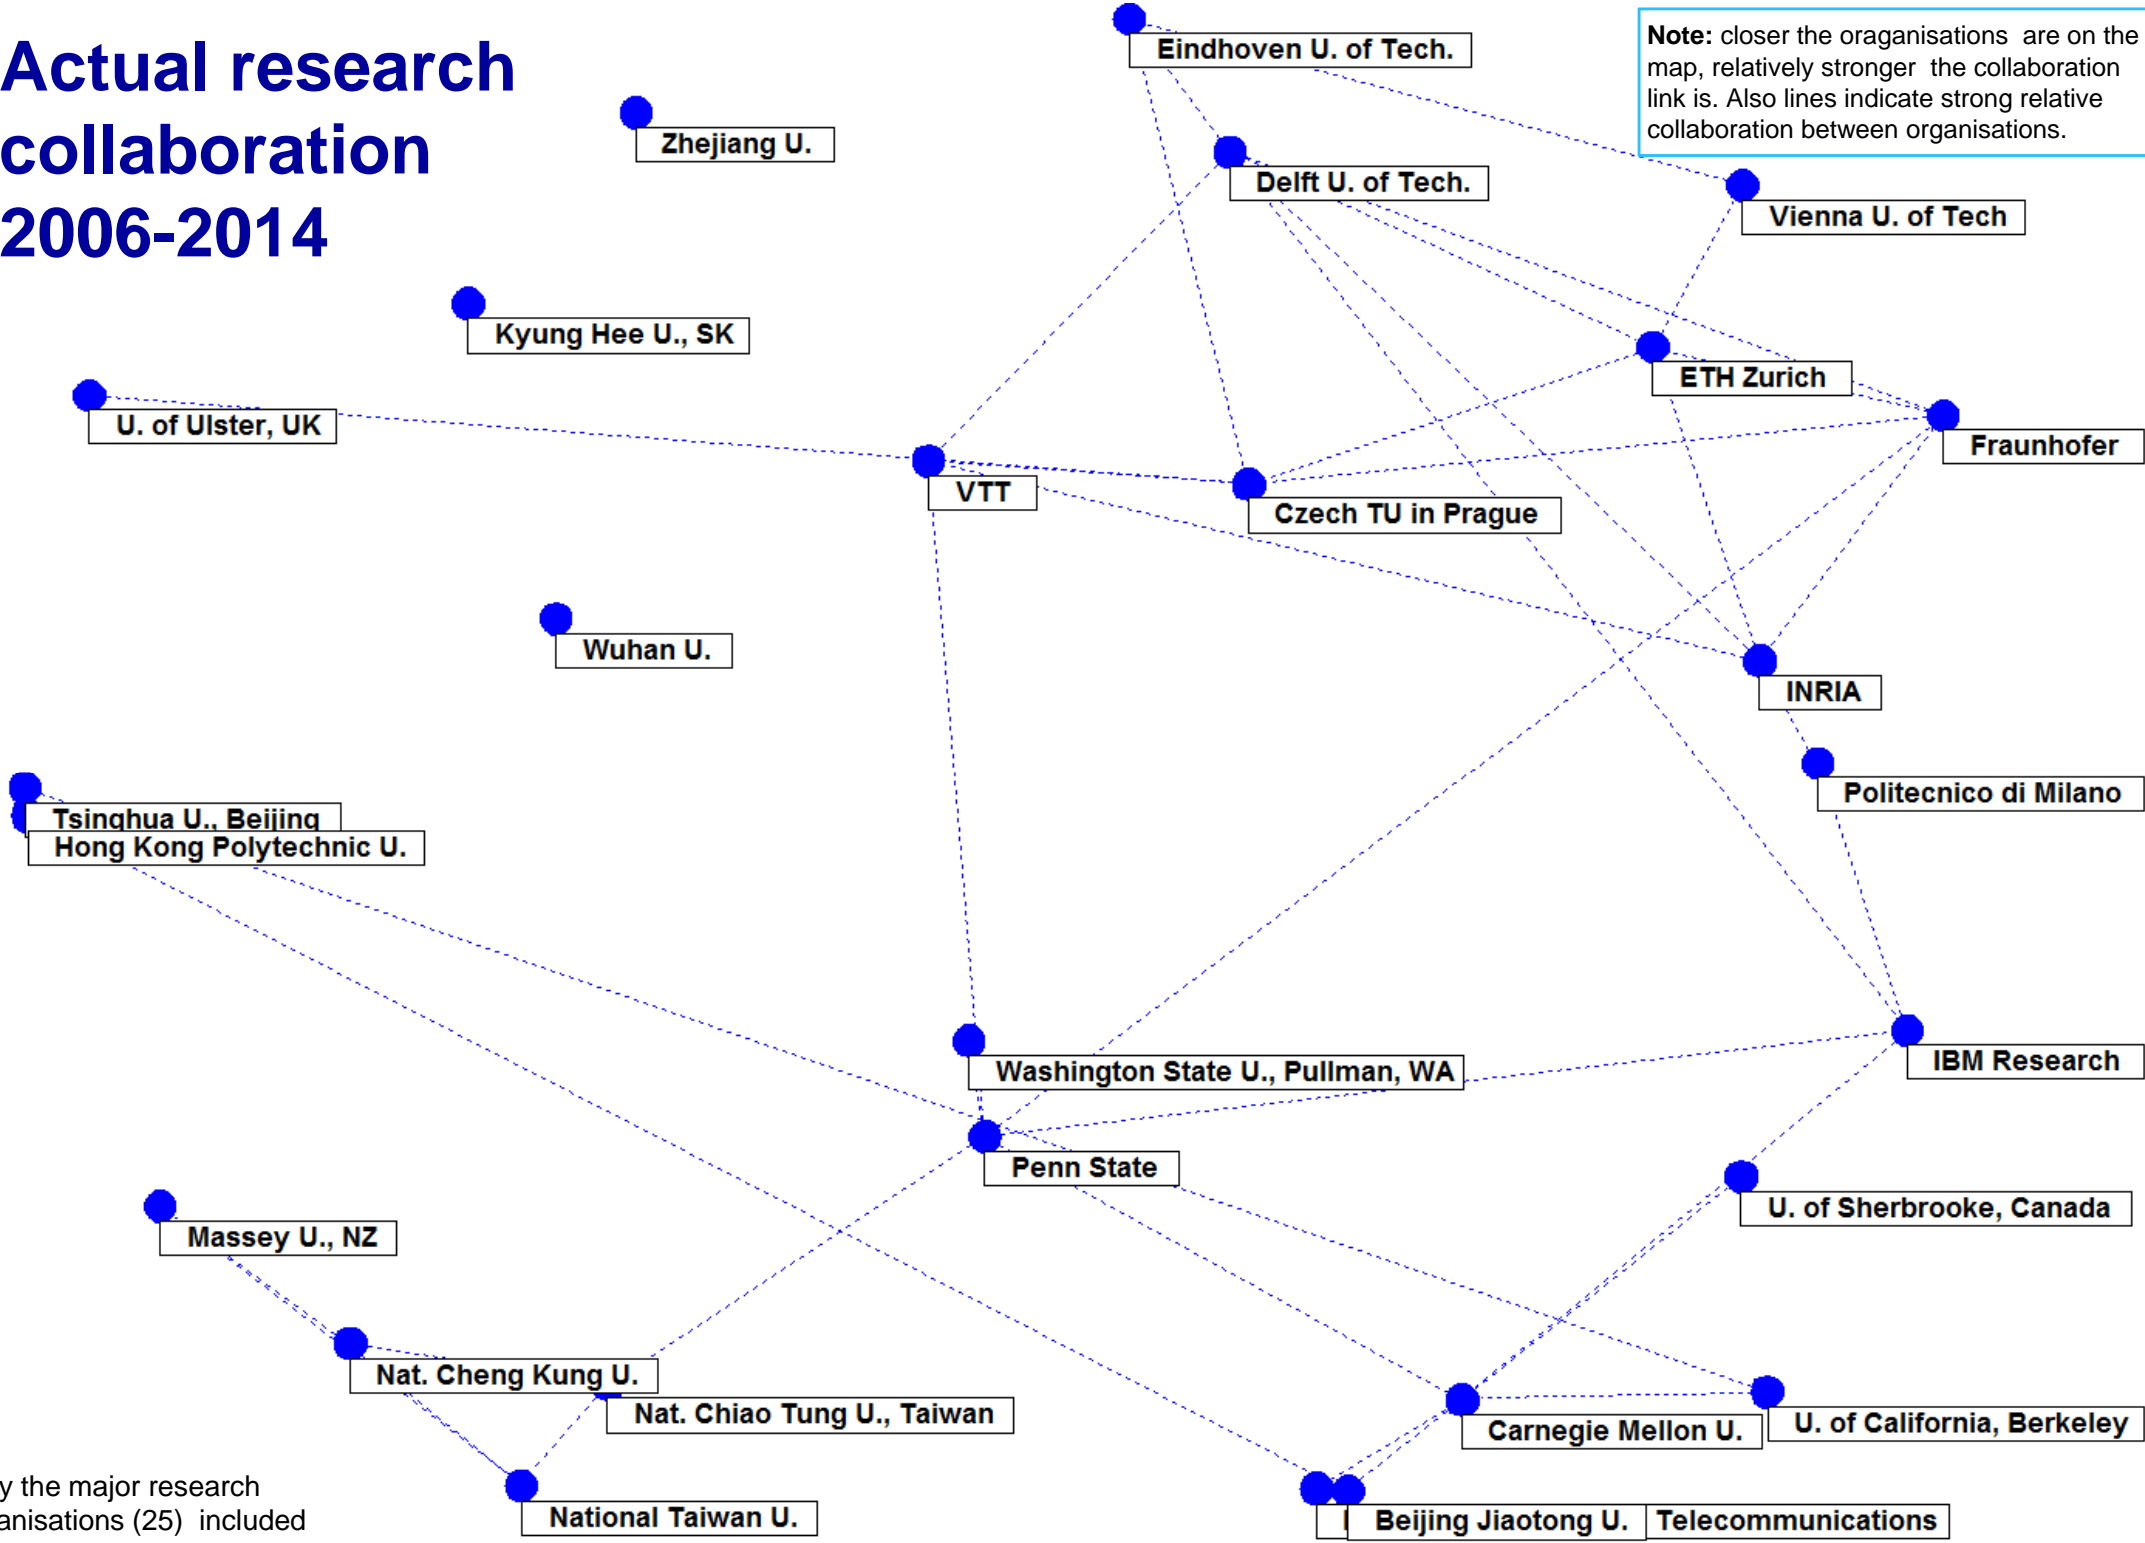 Actual research
collaboration
2006-2014
Note: closer the oraganisations are on the
map, relatively stronger the collaboration
link is. Also lines indicate strong relative
collaboration between organisations.
Eindhoven U. of Tech.
Zhejiang U.
Delft U. of Tech.
Vienna U. of Tech
Kyung Hee U., SK
ETH Zurich
U. of Ulster, UK
Fraunhofer
VTT
Czech TU in Prague
Wuhan U.
INRIA
Politecnico di Milano
Tsinghua U., Beijing
Hong Kong Polytechnic U.
Washington State U., Pullman, WA
IBM Research
Penn State
U. of Sherbrooke, Canada
Massey U., NZ
Nat. Cheng Kung U.
Nat. Chiao Tung U., Taiwan
Carnegie Mellon U.
U. of California, Berkeley
y the major research
anisations (25) included
National Taiwan U.
Beijing Jiaotong U.
Telecommunications